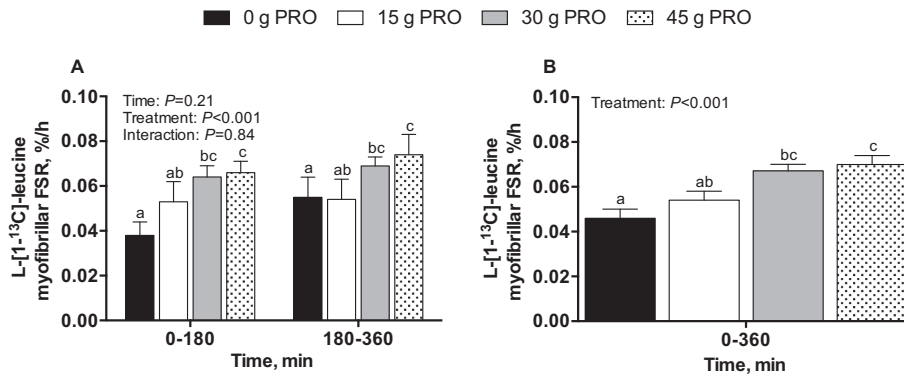 0 g PRO 15 g PRO 30 g PRO 45 g PRO
A
L-[1-¹³C]-leucine
myofibrillar FSR, %/h
0.10
0.08
0.06
0.04
0.02
0.00
Time: P=0.21
Treatment: P<0.001
Interaction: P=0.84
a ab bc c a ab bc c
0-180 180-360
Time, min
B
L-[1-¹³C]-leucine
myofibrillar FSR, %/h
0.10
0.08
0.06
0.04
0.02
0.00
Treatment: P<0.001
a ab bc c
0-360
Time, min